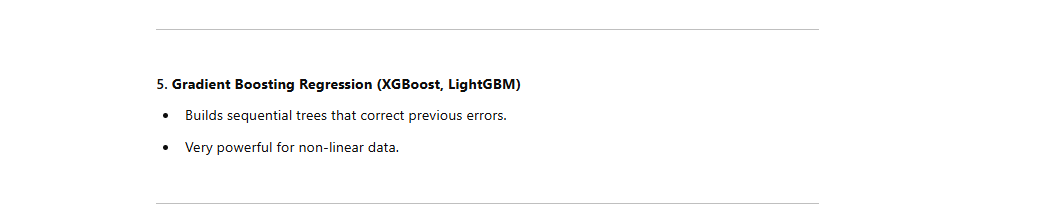 5. Gradient Boosting Regression (XGBoost, LightGBM)
• Builds sequential trees that correct previous errors.
• Very powerful for non-linear data.